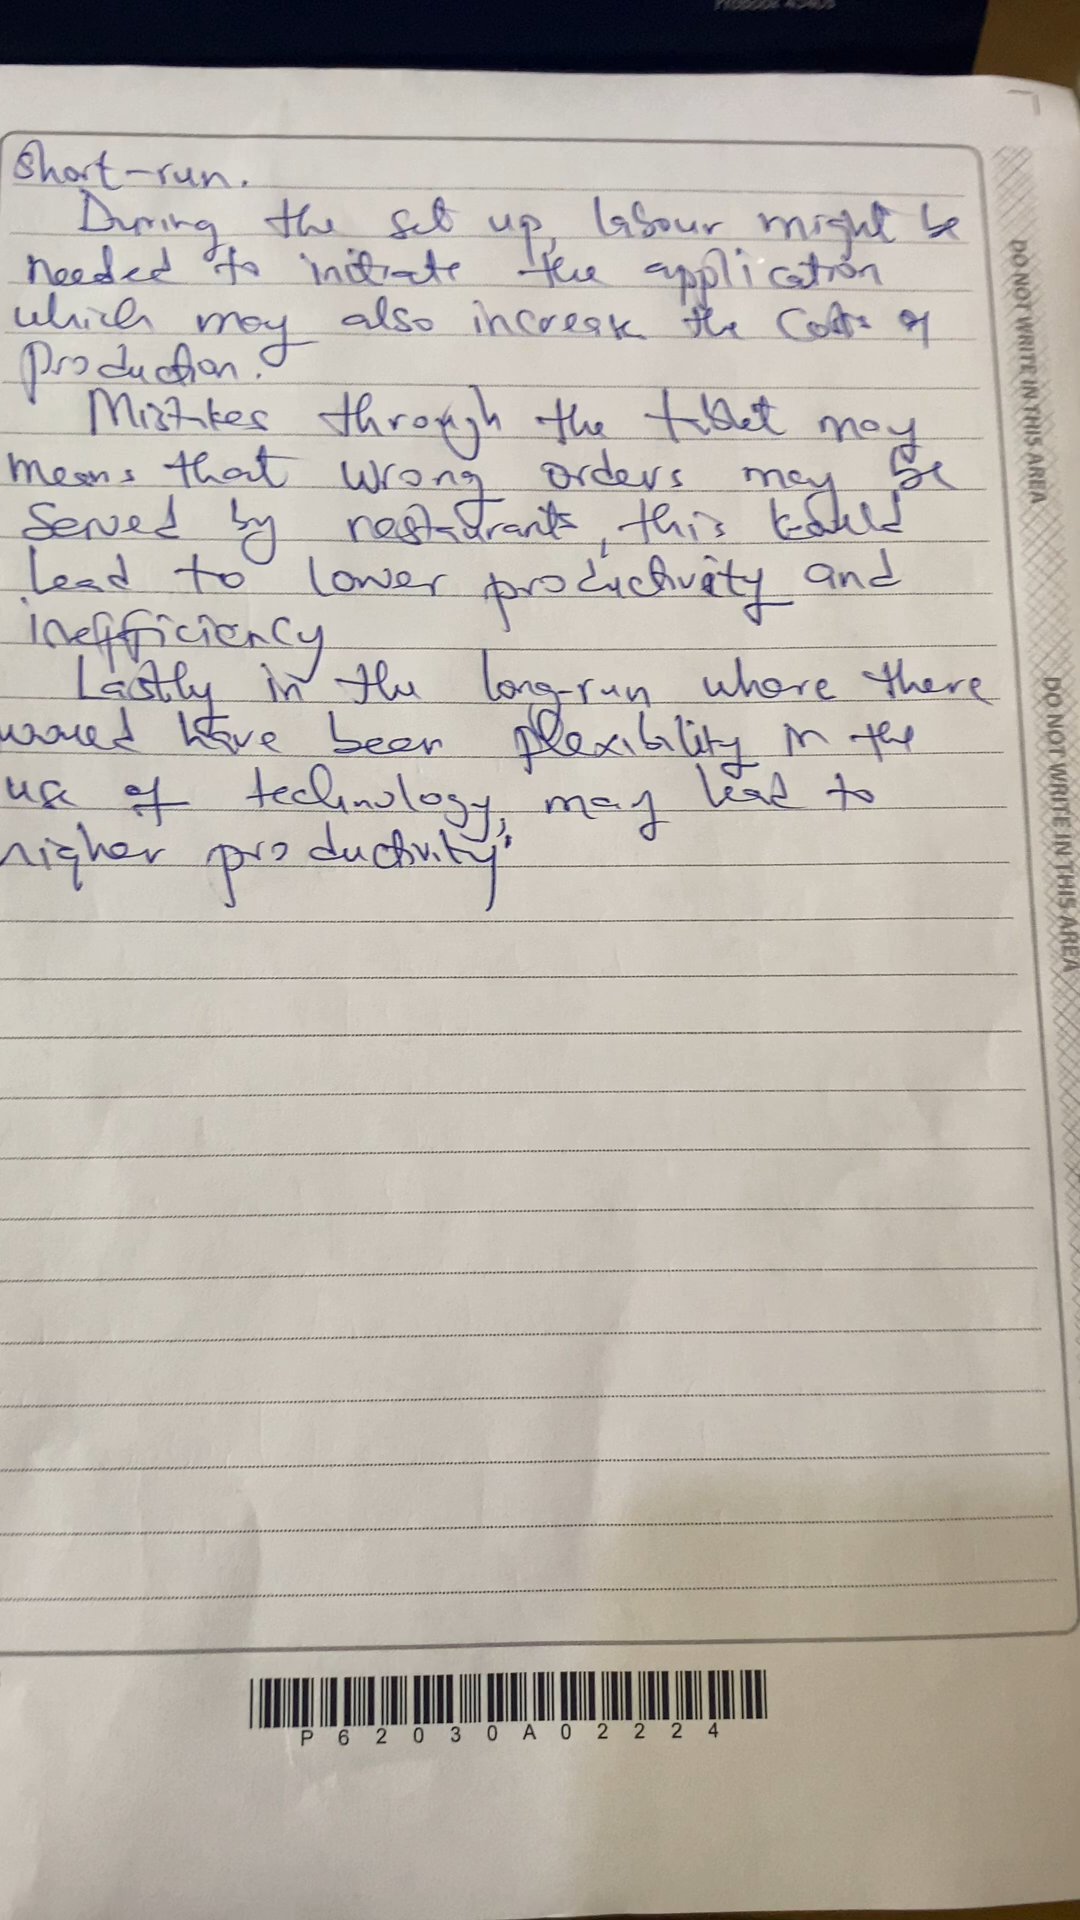 Short-run.
During the set up, labour might be
needed to initiate the application
which may also increase the Costs of
production.
Mistakes through the tablet may
means that wrong orders may be
Served by restaurants, this could
Lead to lower productivity and
inefficiency
Lastly in the long-run where there
would have been flexibility in the
use of technology, may lead to
higher productivity.
DO NOT WRITE IN THIS AREA
DO NOT WRITE IN THIS AREA
P 6 2 0 3 0 A 0 2 2 2 4